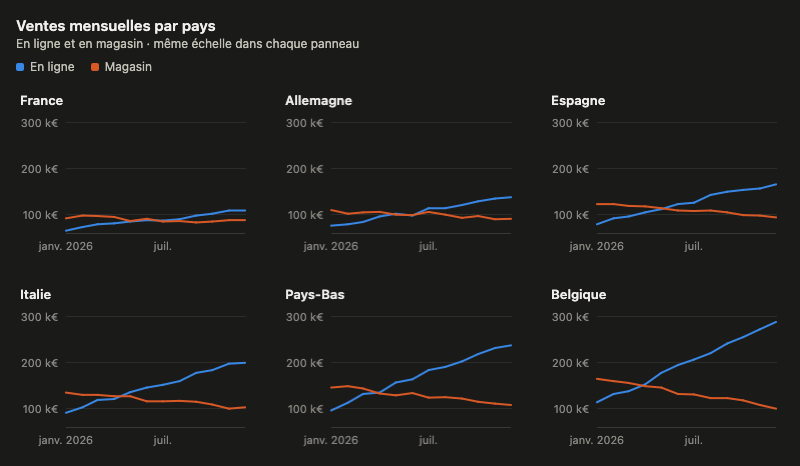 Ventes mensuelles par pays
En ligne et en magasin · même échelle dans chaque panneau
En ligne Magasin
France
300 k€
200 k€
100 k€
janv. 2026 juil.
Allemagne
300 k€
200 k€
100 k€
janv. 2026 juil.
Espagne
300 k€
200 k€
100 k€
janv. 2026 juil.
Italie
300 k€
200 k€
100 k€
janv. 2026 juil.
Pays-Bas
300 k€
200 k€
100 k€
janv. 2026 juil.
Belgique
300 k€
200 k€
100 k€
janv. 2026 juil.